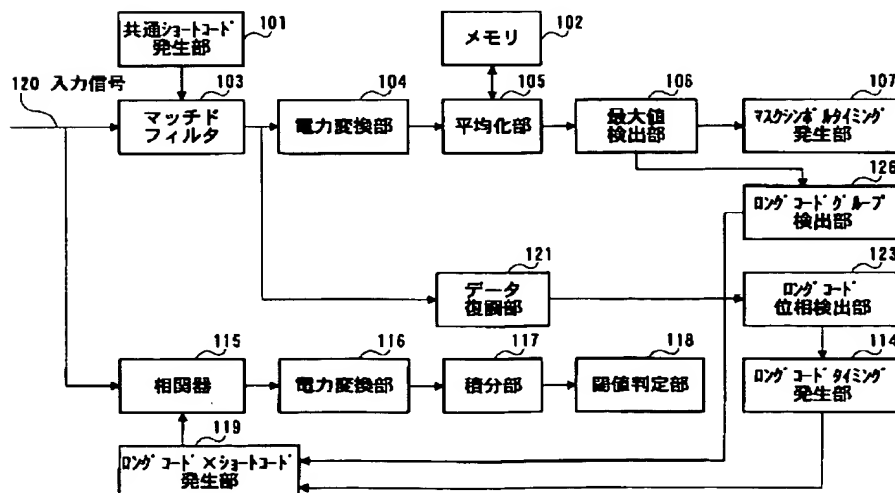 101
共通ショートコード
発生部
102
メモリ
120 入力信号
103
マッチド
フィルタ
104
電力変換部
105
平均化部
106
最大値
検出部
107
マスクシンボルタイミング
発生部
126
ロングコードグループ
検出部
121
データ
復調部
123
ロングコード
位相検出部
115
相関器
116
電力変換部
117
積分部
118
閾値判定部
114
ロングコードタイミング
発生部
119
ロングコード×ショートコード
発生部